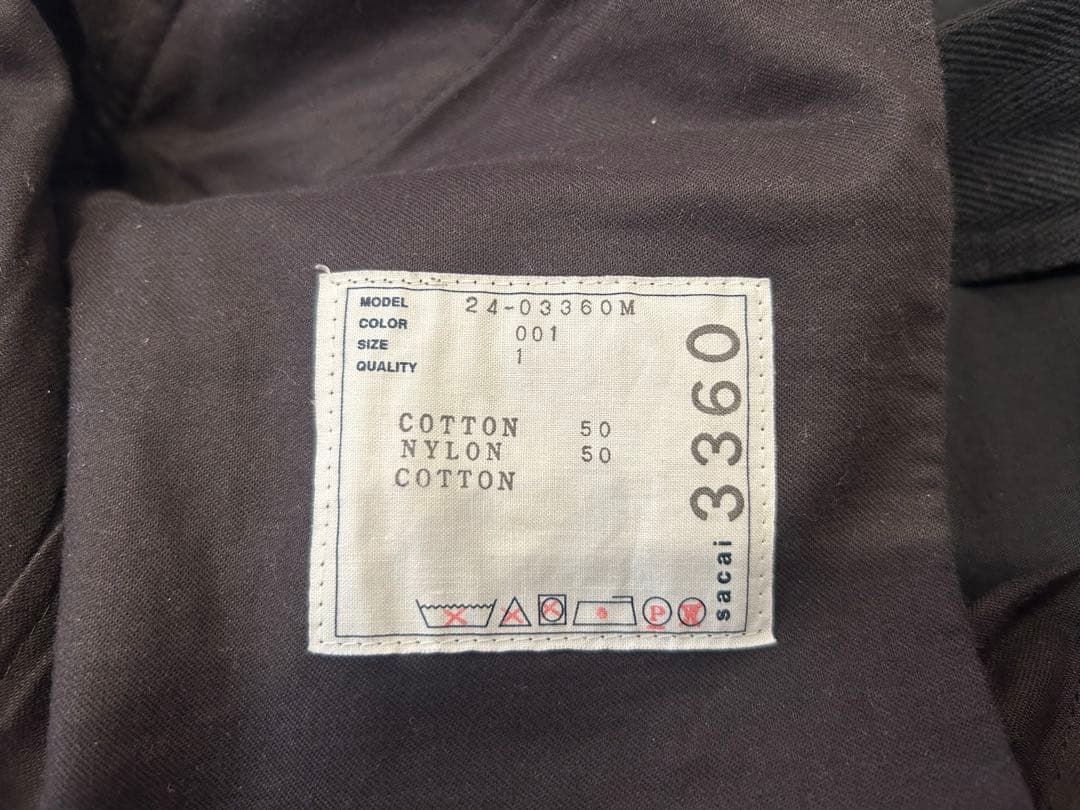 MODEL 24-03360M
COLOR 001
SIZE 1
QUALITY
COTTON 50
NYLON 50
COTTON
P W
sacai 3360